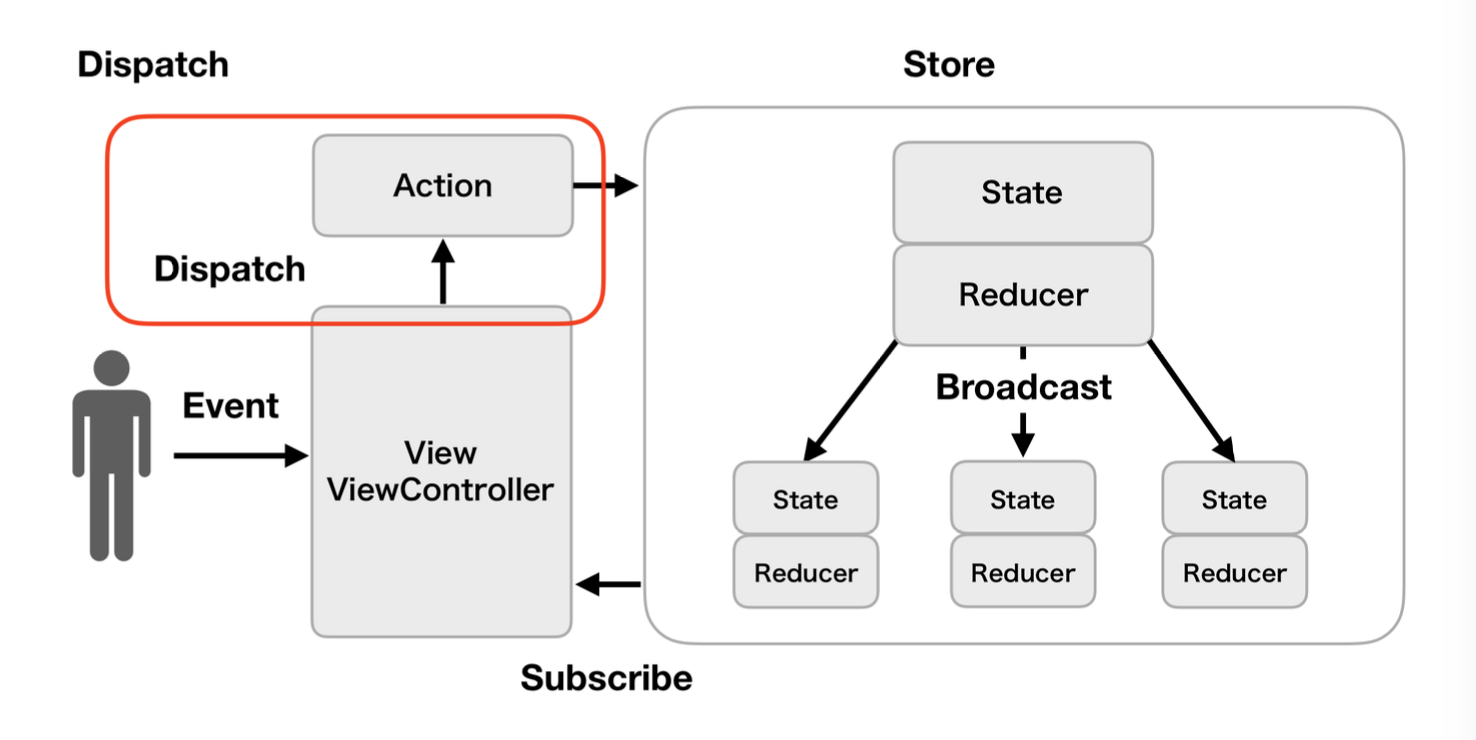 Dispatch
Store
Action
State
Dispatch
Reducer
Event
Broadcast
View
ViewController
State
State
State
Reducer
Reducer
Reducer
Subscribe